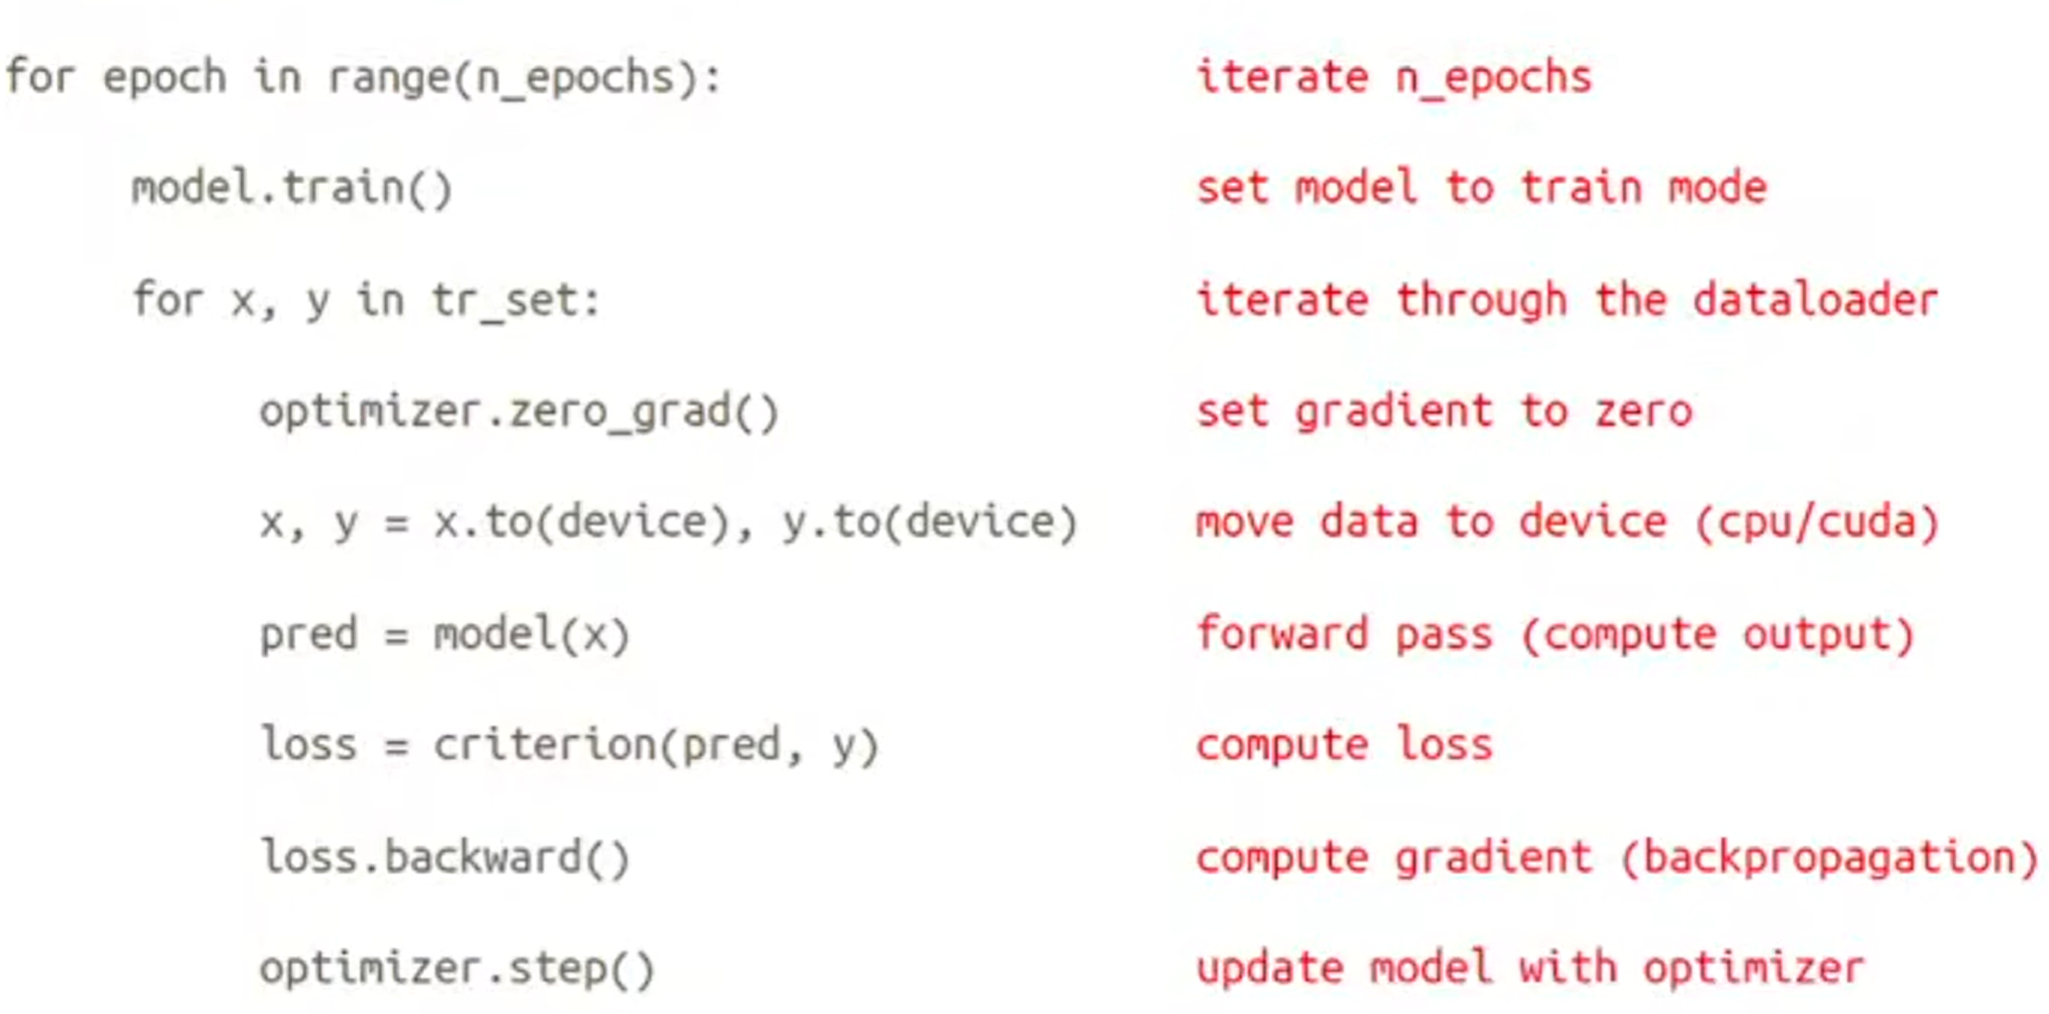 for epoch in range(n_epochs): iterate n_epochs
model.train() set model to train mode
for x, y in tr_set: iterate through the dataloader
optimizer.zero_grad() set gradient to zero
x, y = x.to(device), y.to(device) move data to device (cpu/cuda)
pred = model(x) forward pass (compute output)
loss = criterion(pred, y) compute loss
loss.backward() compute gradient (backpropagation)
optimizer.step() update model with optimizer